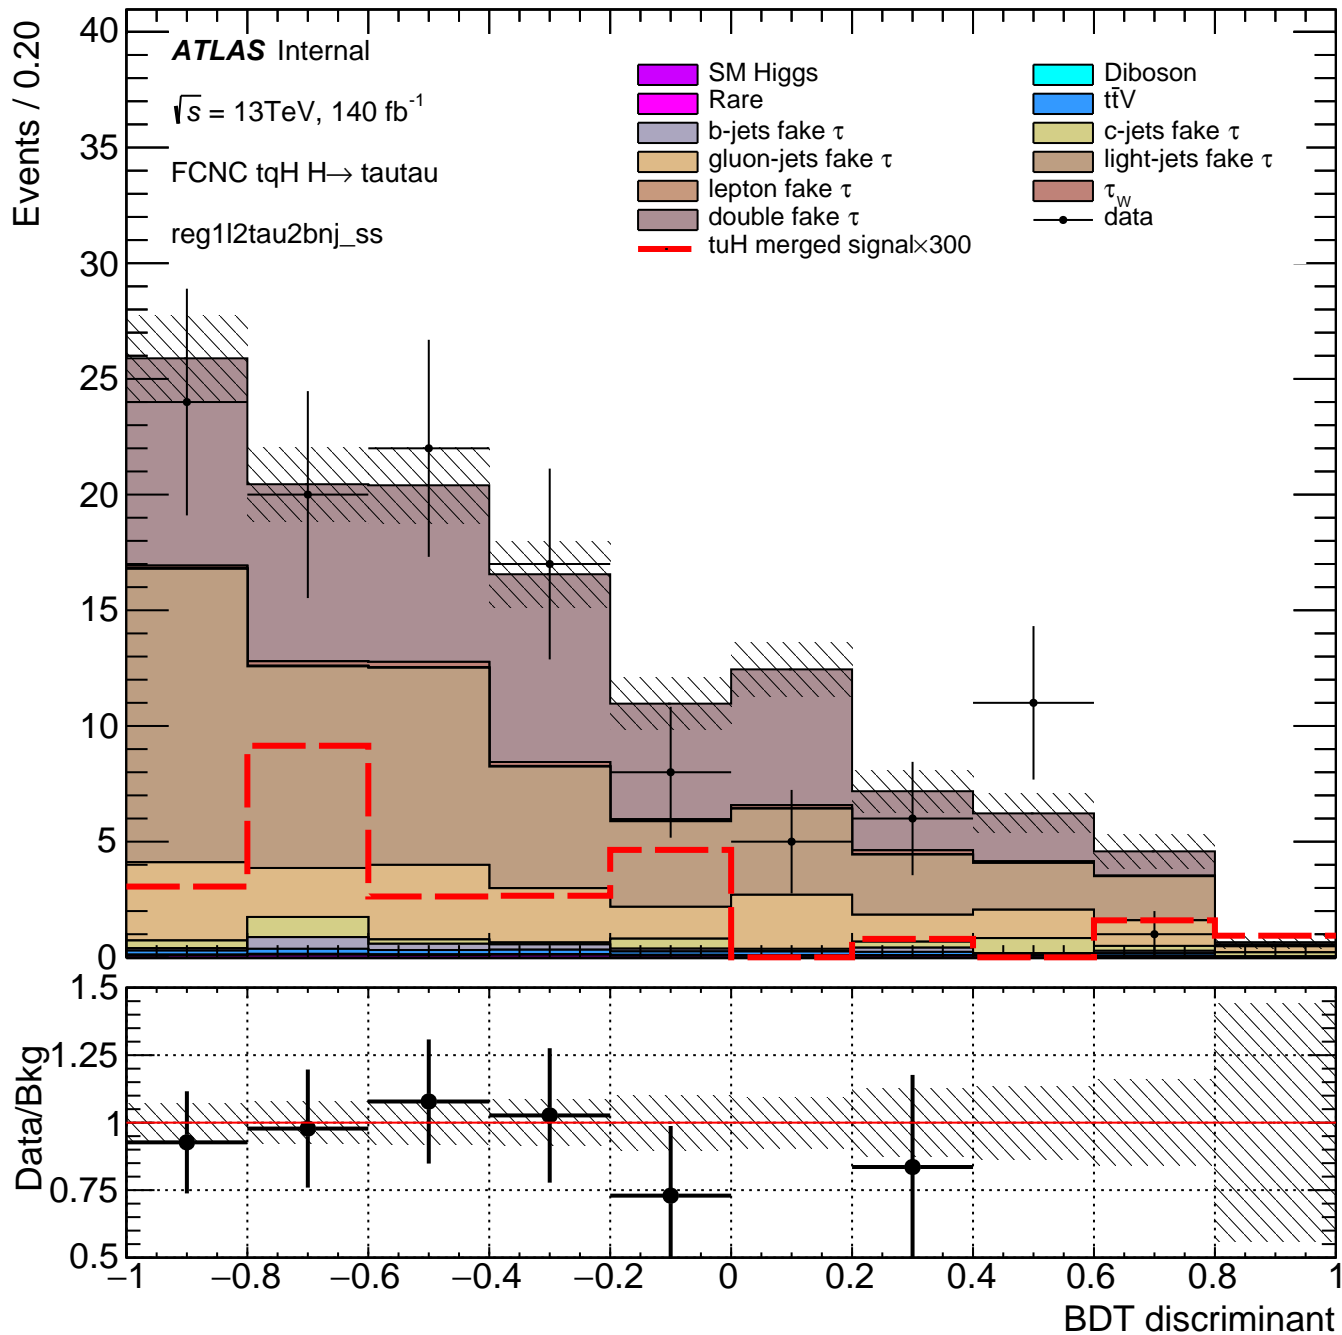 Events / 0.20
40
35
30
25
20
15
10
5
0
ATLAS Internal
√s = 13TeV, 140 fb⁻¹
FCNC tqH H→ tautau
reg1l2tau2bnj_ss
SM Higgs
Rare
b-jets fake τ
gluon-jets fake τ
lepton fake τ
double fake τ
tuH merged signal×300
Diboson
tt̄V
c-jets fake τ
light-jets fake τ
τ_W
data
Data/Bkg
1.5
1.25
1
0.75
0.5
−1 −0.8 −0.6 −0.4 −0.2 0 0.2 0.4 0.6 0.8 1
BDT discriminant